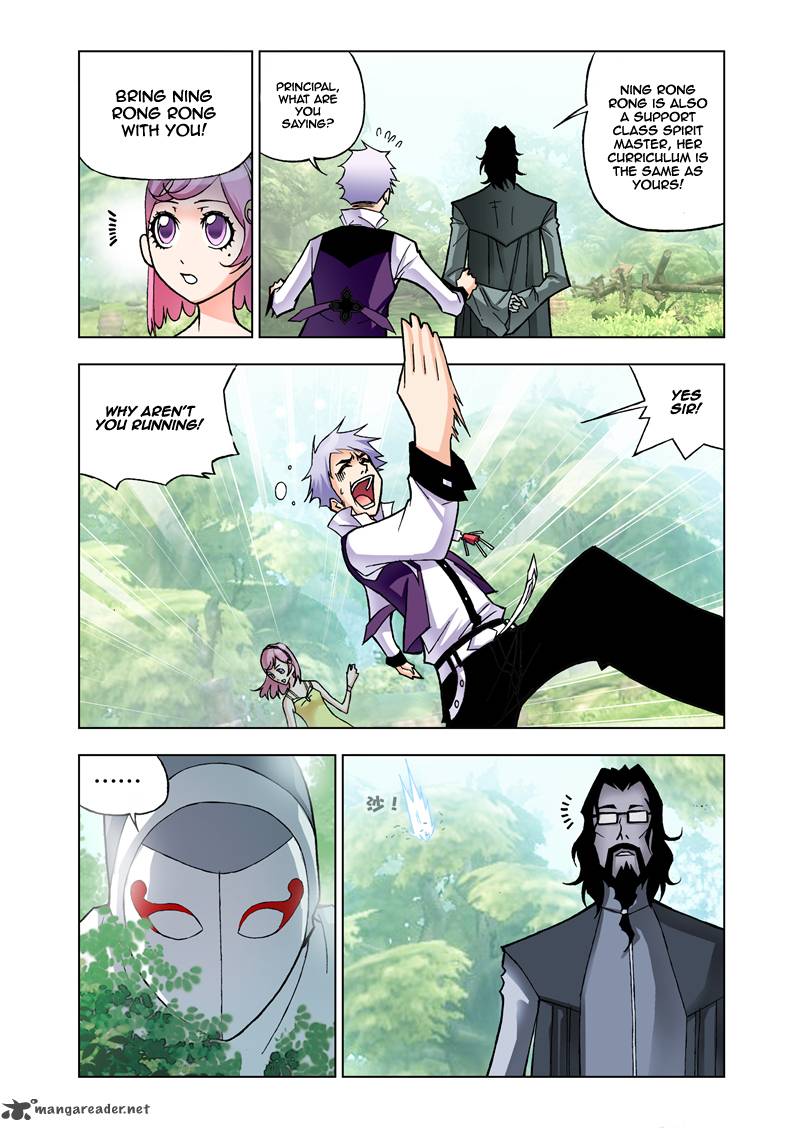 BRING NING
RONG RONG
WITH YOU!
PRINCIPAL,
WHAT ARE
YOU
SAYING?
NING RONG
RONG IS ALSO
A SUPPORT
CLASS SPIRIT
MASTER, HER
CURRICULUM IS
THE SAME AS
YOURS!
WHY AREN'T
YOU RUNNING!
YES
SIR!
......
沙!
mangareader.net